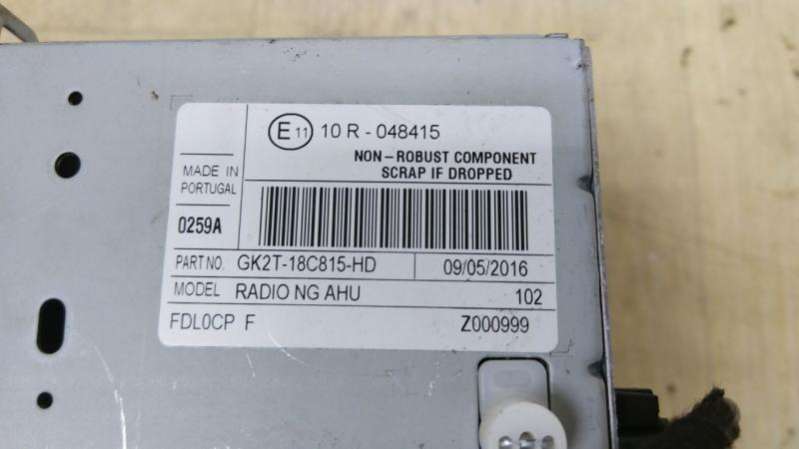 E 11 10 R - 048415
NON-ROBUST COMPONENT
SCRAP IF DROPPED
MADE IN
PORTUGAL
0259A
PART NO. GK2T-18C815-HD 09/05/2016
MODEL RADIO NG AHU 102
FDL0CP F Z000999